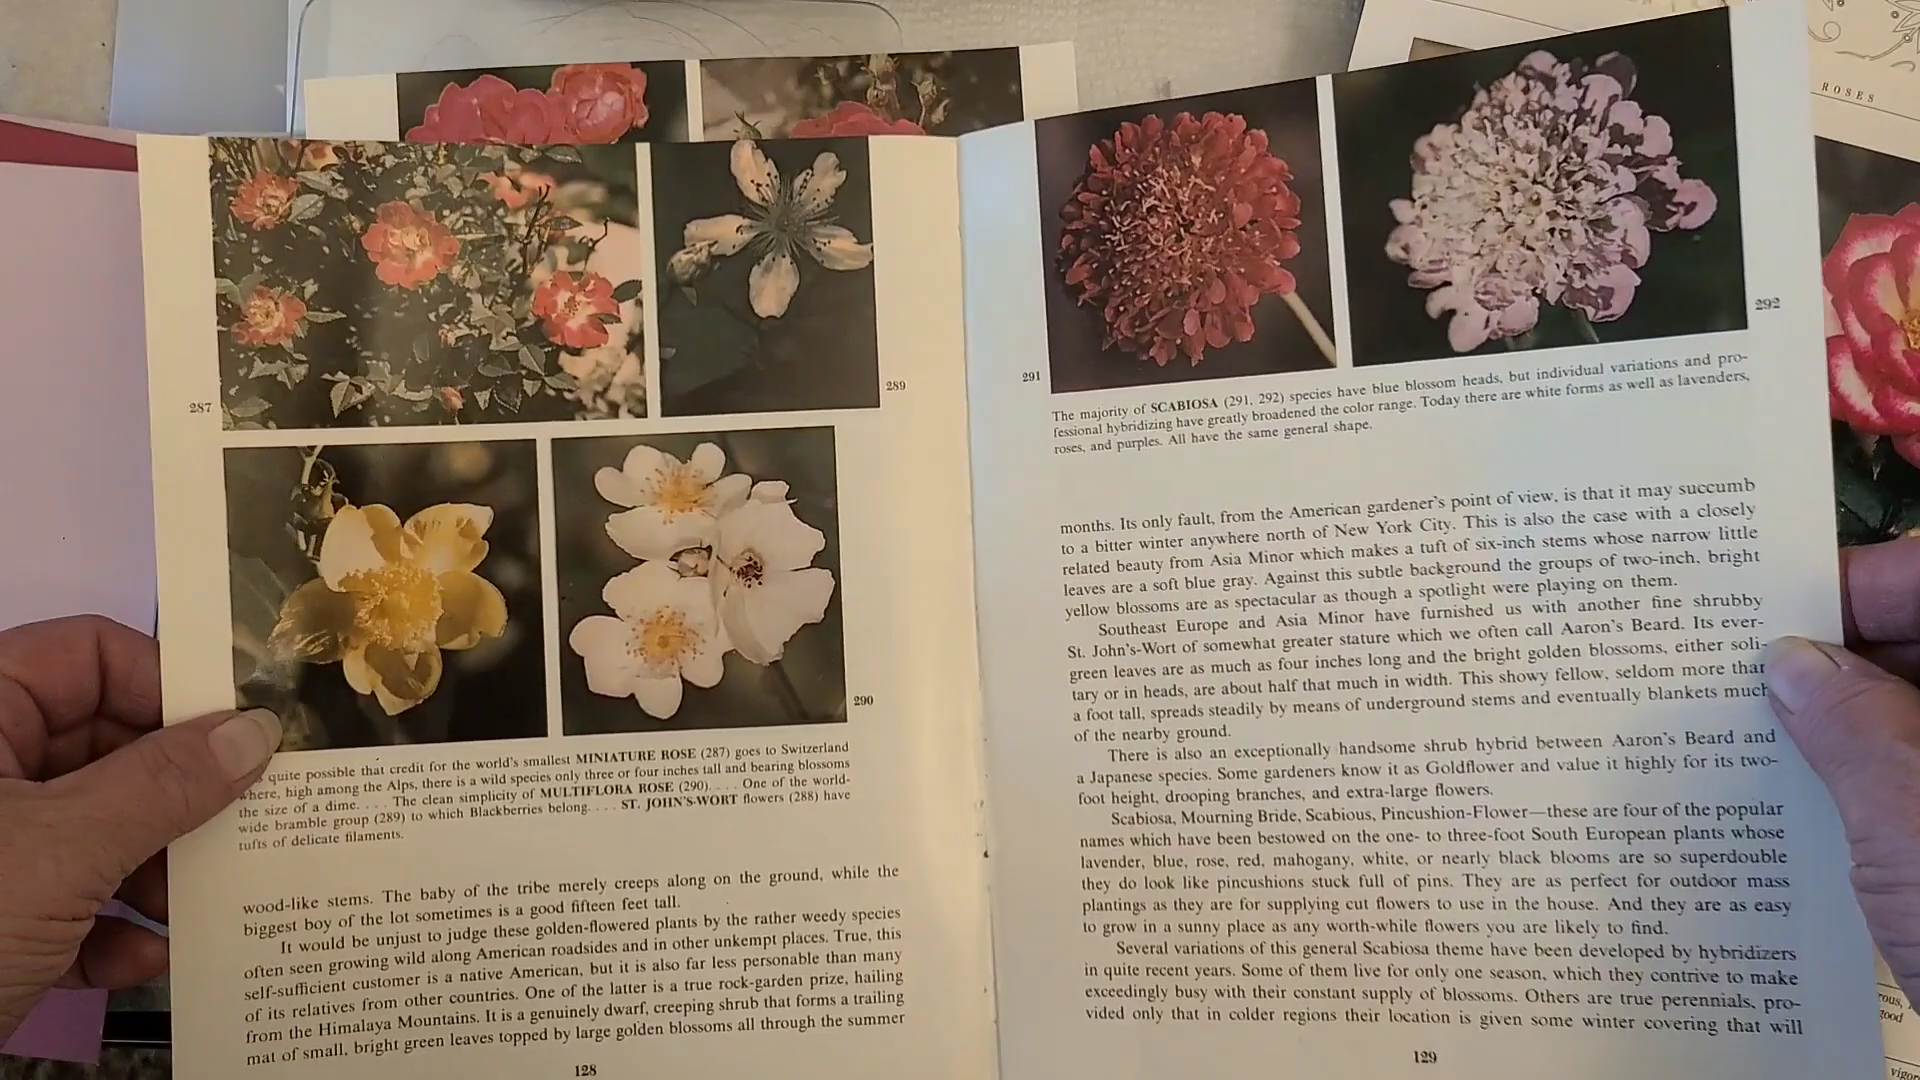 287
289
290
quite possible that credit for the world's smallest MINIATURE ROSE (287) goes to Switzerland
where, high among the Alps, there is a wild species only three or four inches tall and bearing blossoms
the size of a dime. . . . The clean simplicity of MULTIFLORA ROSE (290). . . . One of the world-
wide bramble group (289) to which Blackberries belong. . . . ST. JOHN'S-WORT flowers (288) have
tufts of delicate filaments.
wood-like stems. The baby of the tribe merely creeps along on the ground, while the
biggest boy of the lot sometimes is a good fifteen feet tall.
It would be unjust to judge these golden-flowered plants by the rather weedy species
often seen growing wild along American roadsides and in other unkempt places. True, this
self-sufficient customer is a native American, but it is also far less personable than many
of its relatives from other countries. One of the latter is a true rock-garden prize, hailing
from the Himalaya Mountains. It is a genuinely dwarf, creeping shrub that forms a trailing
mat of small, bright green leaves topped by large golden blossoms all through the summer
128
291
292
The majority of SCABIOSA (291, 292) species have blue blossom heads, but individual variations and pro-
fessional hybridizing have greatly broadened the color range. Today there are white forms as well as lavenders,
roses, and purples. All have the same general shape.
months. Its only fault, from the American gardener's point of view, is that it may succumb
to a bitter winter anywhere north of New York City. This is also the case with a closely
related beauty from Asia Minor which makes a tuft of six-inch stems whose narrow little
leaves are a soft blue gray. Against this subtle background the groups of two-inch, bright
yellow blossoms are as spectacular as though a spotlight were playing on them.
Southeast Europe and Asia Minor have furnished us with another fine shrubby
St. John's-Wort of somewhat greater stature which we often call Aaron's Beard. Its ever-
green leaves are as much as four inches long and the bright golden blossoms, either soli-
tary or in heads, are about half that much in width. This showy fellow, seldom more than
a foot tall, spreads steadily by means of underground stems and eventually blankets much
of the nearby ground.
There is also an exceptionally handsome shrub hybrid between Aaron's Beard and
a Japanese species. Some gardeners know it as Goldflower and value it highly for its two-
foot height, drooping branches, and extra-large flowers.
Scabiosa, Mourning Bride, Scabious, Pincushion-Flower—these are four of the popular
names which have been bestowed on the one- to three-foot South European plants whose
lavender, blue, rose, red, mahogany, white, or nearly black blooms are so superdouble
they do look like pincushions stuck full of pins. They are as perfect for outdoor mass
plantings as they are for supplying cut flowers to use in the house. And they are as easy
to grow in a sunny place as any worth-while flowers you are likely to find.
Several variations of this general Scabiosa theme have been developed by hybridizers
in quite recent years. Some of them live for only one season, which they contrive to make
exceedingly busy with their constant supply of blossoms. Others are true perennials, pro-
vided only that in colder regions their location is given some winter covering that will
129
ROSES
good